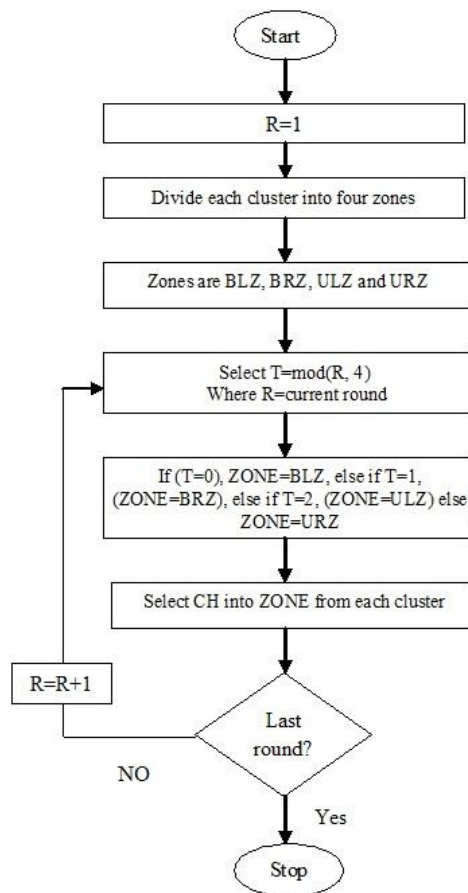 Start
R=1
Divide each cluster into four zones
Zones are BLZ, BRZ, ULZ and URZ
Select T=mod(R, 4)
Where R=current round
If (T=0), ZONE=BLZ, else if T=1,
(ZONE=BRZ), else if T=2, (ZONE=ULZ) else
ZONE=URZ
Select CH into ZONE from each cluster
R=R+1
Last
round?
NO
Yes
Stop